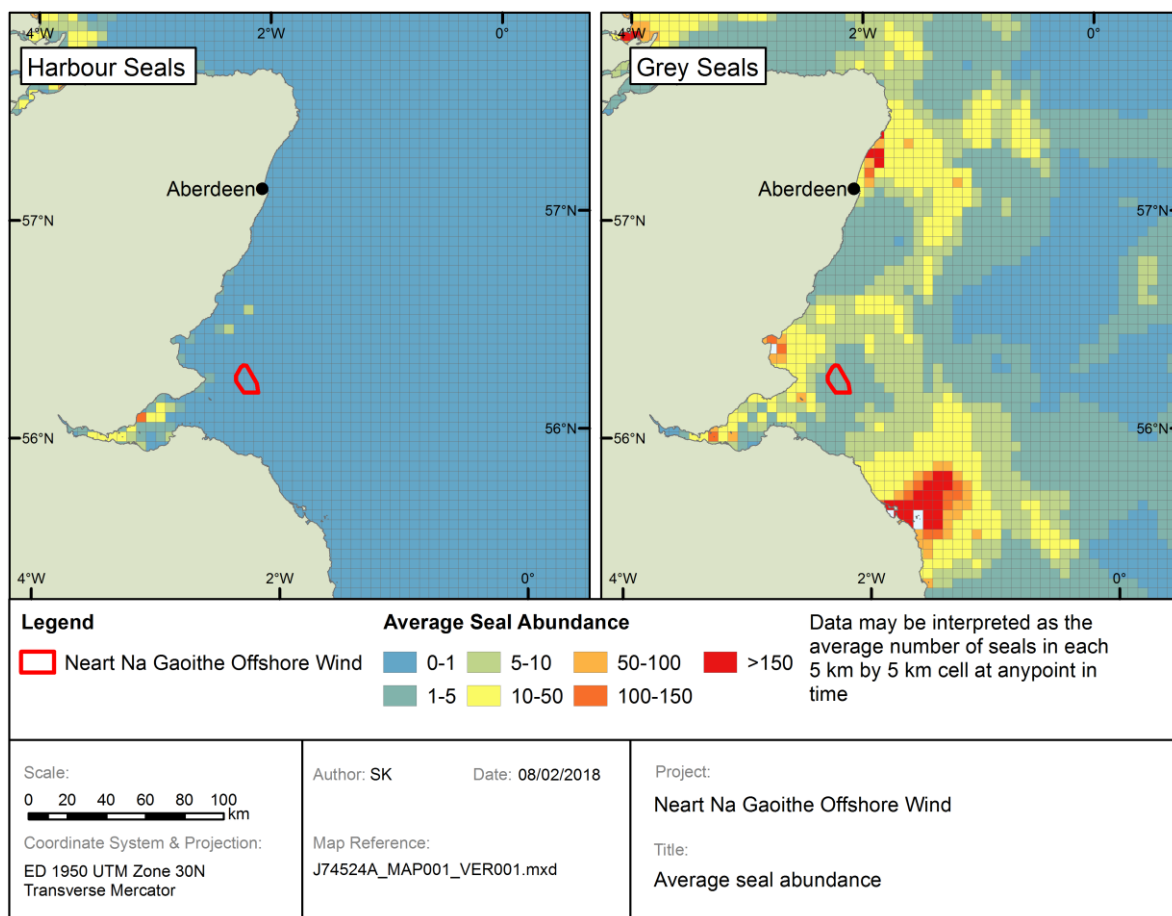 4°W
2°W
0°
Harbour Seals
Aberdeen
57°N
57°N
56°N
56°N
4°W
2°W
0°
4°W
2°W
0°
Grey Seals
Aberdeen
57°N
57°N
56°N
56°N
4°W
2°W
0°
Legend
Neart Na Gaoithe Offshore Wind
Average Seal Abundance
0-1
5-10
50-100
>150
1-5
10-50
100-150
Data may be interpreted as the
average number of seals in each
5 km by 5 km cell at anypoint in
time
Scale:
0 20 40 60 80 100
km
Coordinate System & Projection:
ED 1950 UTM Zone 30N
Transverse Mercator
Author: SK
Date: 08/02/2018
Map Reference:
J74524A_MAP001_VER001.mxd
Project:
Neart Na Gaoithe Offshore Wind
Title:
Average seal abundance